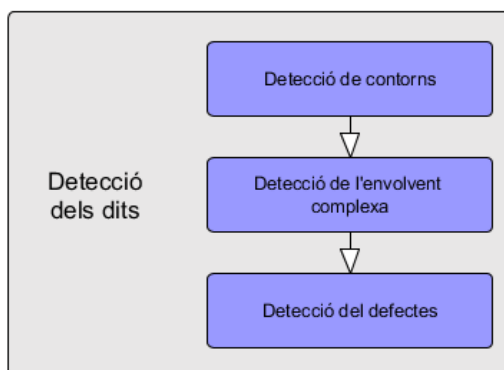 Detecció de contorns
Detecció
dels dits
Detecció de l'envolvent
complexa
Detecció del defectes